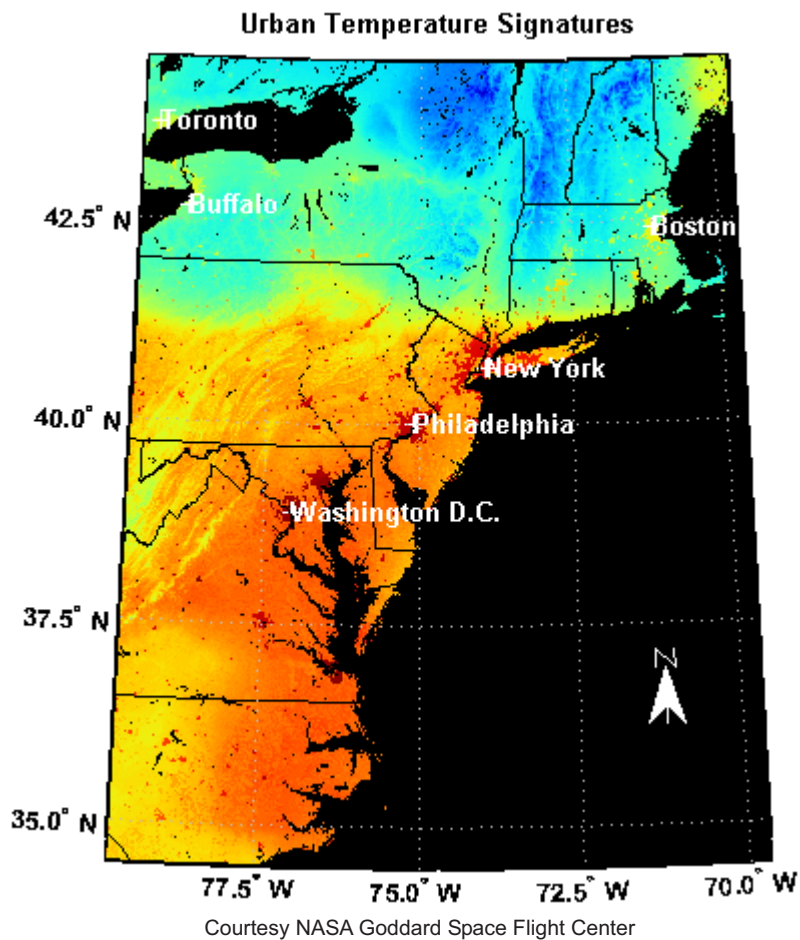 Urban Temperature Signatures
Toronto
Buffalo
42.5° N
Boston
New York
40.0° N
Philadelphia
Washington D.C.
37.5° N
N
35.0° N
77.5° W 75.0° W 72.5° W 70.0° W
Courtesy NASA Goddard Space Flight Center